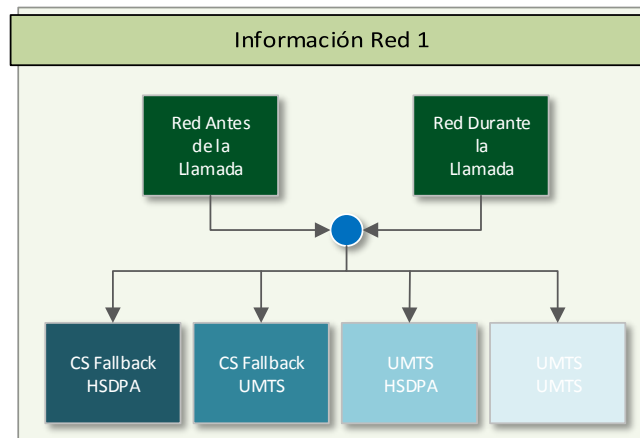 Información Red 1
Red Antes
de la
Llamada
Red Durante
la
Llamada
CS Fallback
HSDPA
CS Fallback
UMTS
UMTS
HSDPA
UMTS
UMTS